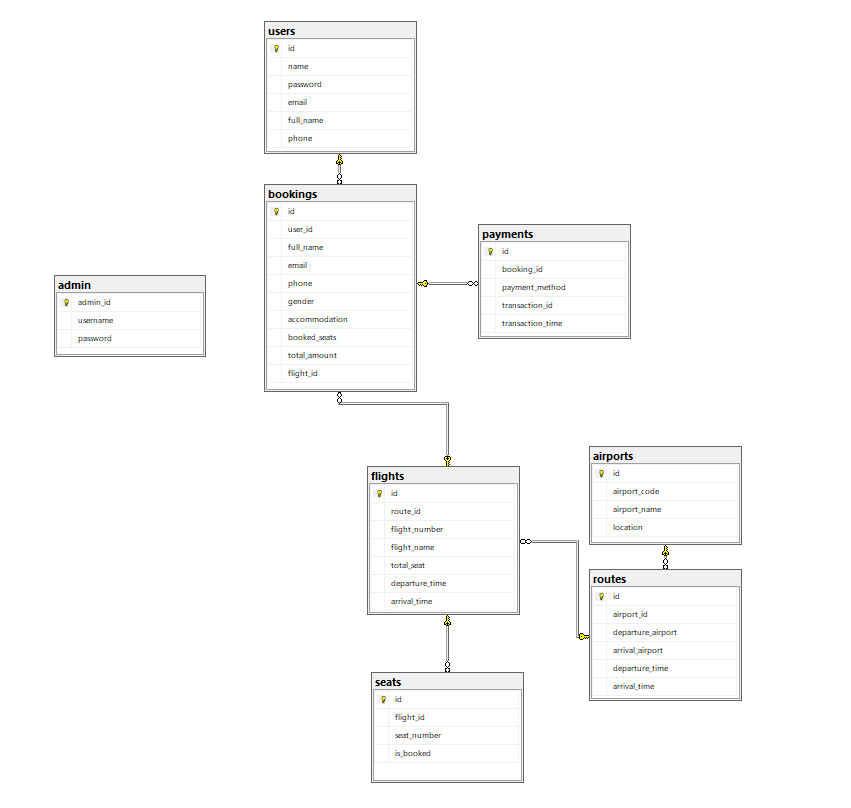 users
id
name
password
email
full_name
phone
bookings
id
user_id
full_name
email
phone
gender
accommodation
booked_seats
total_amount
flight_id
payments
id
booking_id
payment_method
transaction_id
transaction_time
admin
admin_id
username
password
flights
id
route_id
flight_number
flight_name
total_seat
departure_time
arrival_time
airports
id
airport_code
airport_name
location
routes
id
airport_id
departure_airport
arrival_airport
departure_time
arrival_time
seats
id
flight_id
seat_number
is_booked